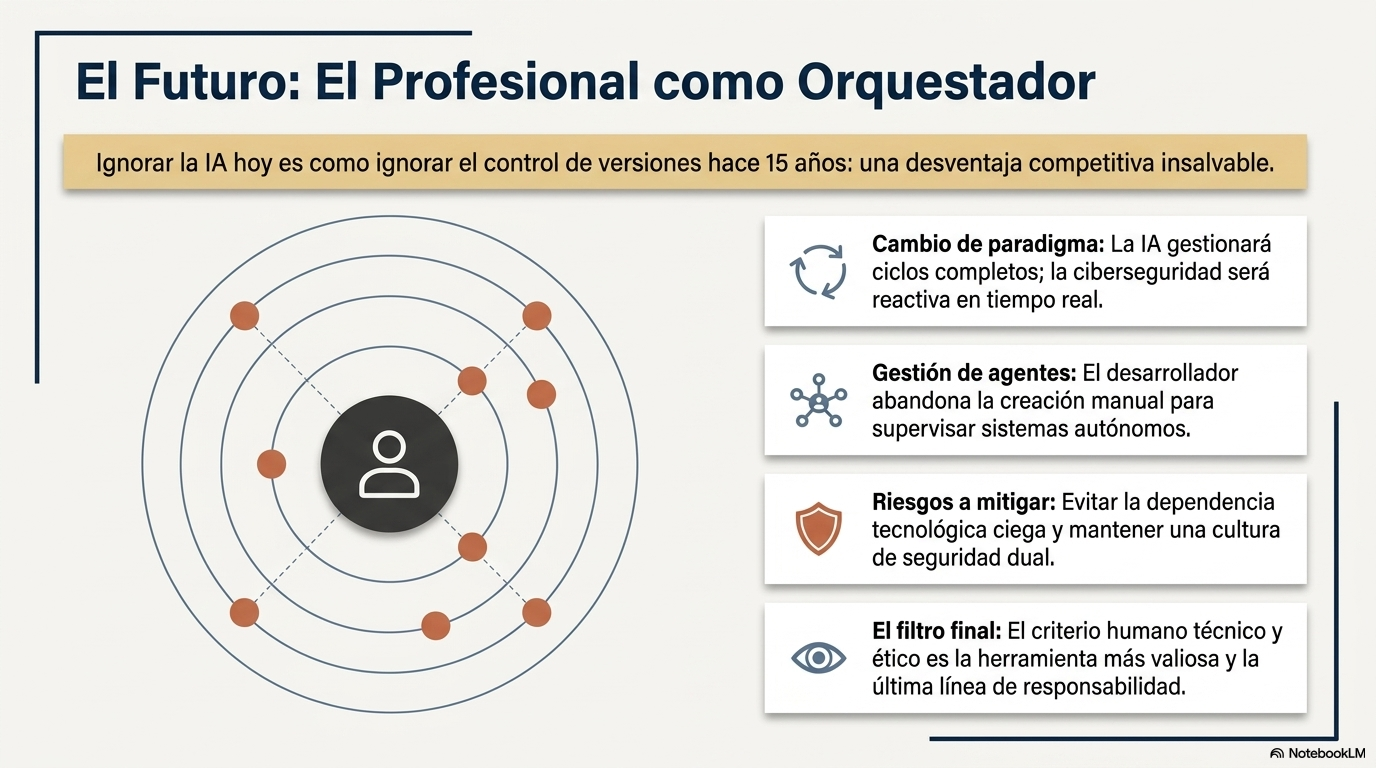 El Futuro: El Profesional como Orquestador
Ignorar la IA hoy es como ignorar el control de versiones hace 15 años: una desventaja competitiva insalvable.
Cambio de paradigma: La IA gestionará
ciclos completos; la ciberseguridad será
reactiva en tiempo real.
Gestión de agentes: El desarrollador
abandona la creación manual para
supervisar sistemas autónomos.
Riesgos a mitigar: Evitar la dependencia
tecnológica ciega y mantener una cultura
de seguridad dual.
El filtro final: El criterio humano técnico y
ético es la herramienta más valiosa y la
última línea de responsabilidad.
NotebookLM